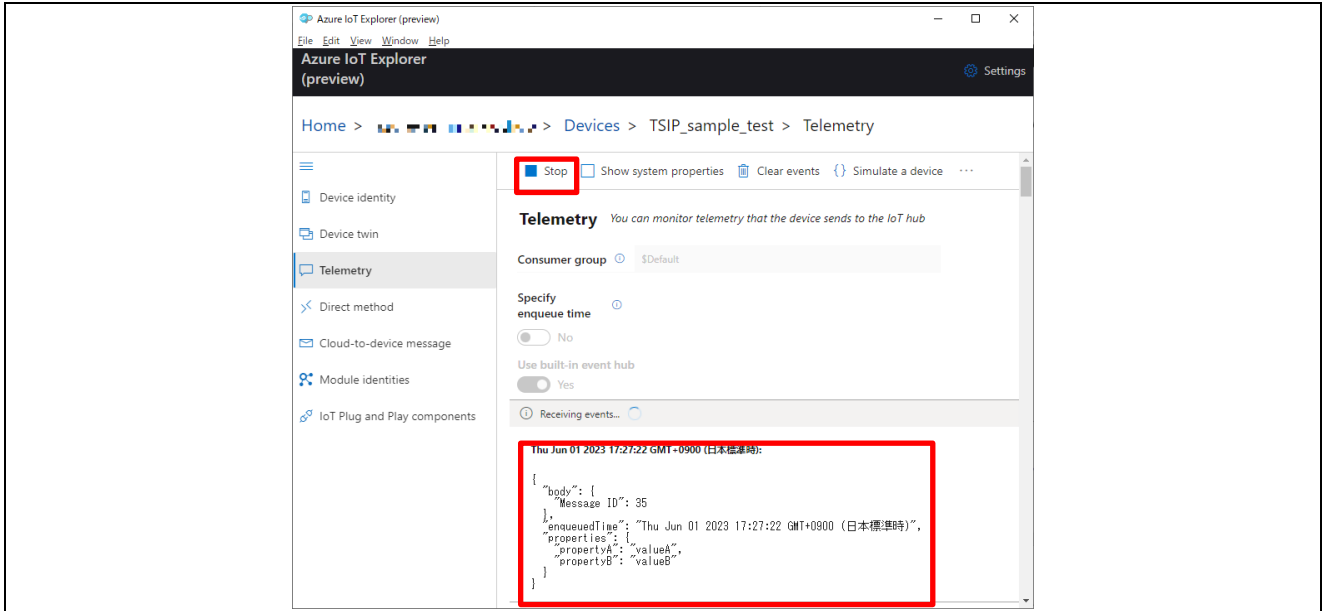 Azure IoT Explorer (preview)
File Edit View Window Help
Azure IoT Explorer
(preview)
Settings
Home > > Devices > TSIP_sample_test > Telemetry
Stop Show system properties Clear events {} Simulate a device ...
Device identity
Device twin
Telemetry
Direct method
Cloud-to-device message
Module identities
IoT Plug and Play components
Telemetry You can monitor telemetry that the device sends to the IoT hub
Consumer group $Default
Specify
enqueue time
No
Use built-in event hub
Yes
Receiving events...
Thu Jun 01 2023 17:27:22 GMT+0900 (日本標準時):
{
"body": {
"Message ID": 35
},
"enqueuedTime": "Thu Jun 01 2023 17:27:22 GMT+0900 (日本標準時)",
"properties": {
"propertyA": "valueA",
"propertyB": "valueB"
}
}